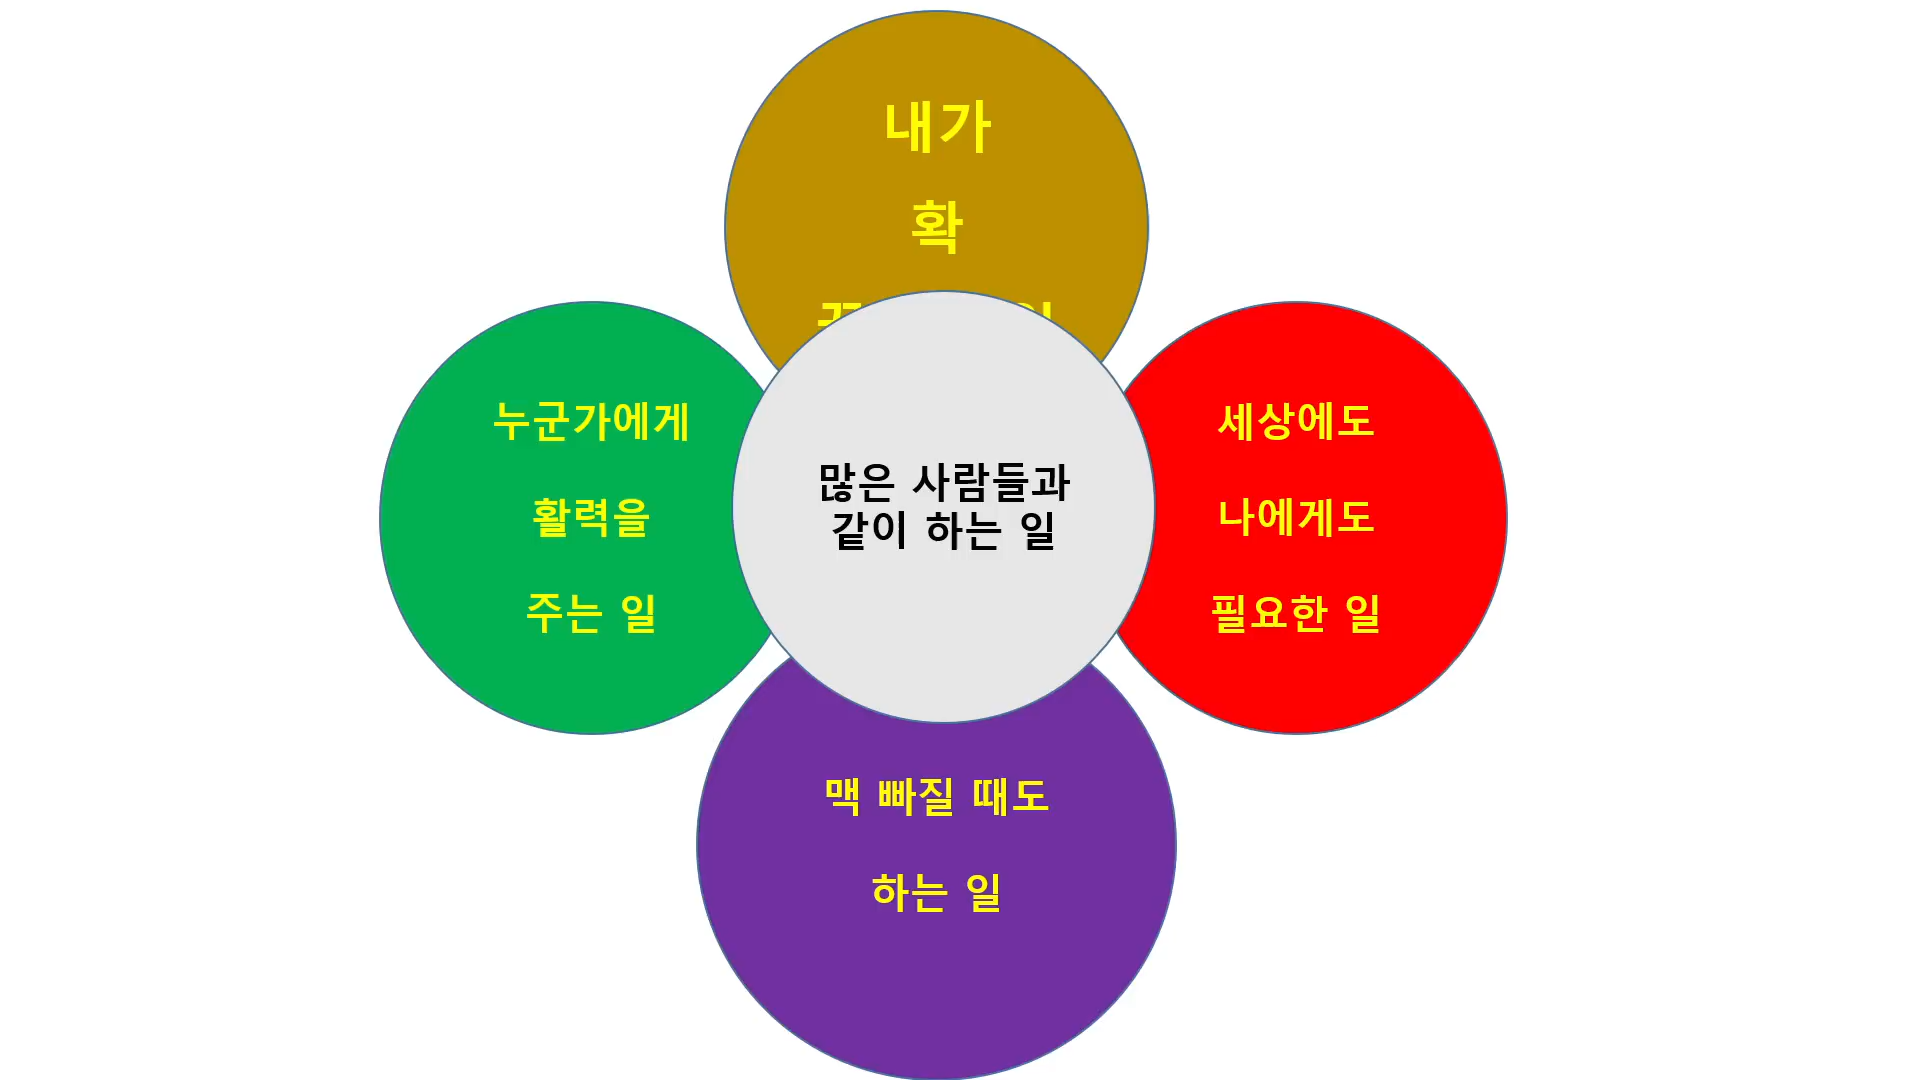 내가
확
누군가에게
활력을
주는 일
많은 사람들과
같이 하는 일
세상에도
나에게도
필요한 일
맥 빠질 때도
하는 일